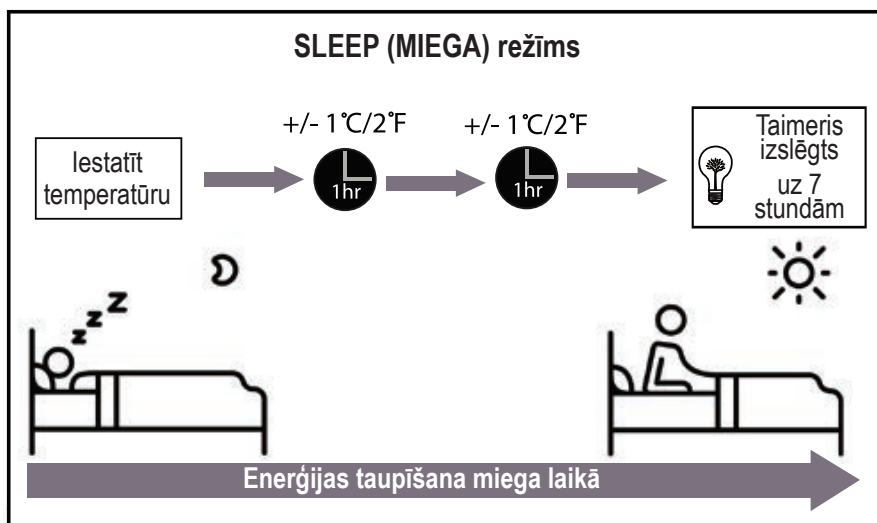 SLEEP (MIEGA) režīms
+/- 1°C/2°F
+/- 1°C/2°F
Iestatīt
temperatūru
1hr
1hr
Taimeris
izslēgts
uz 7
stundām
z z Z
Enerģijas taupīšana miega laikā